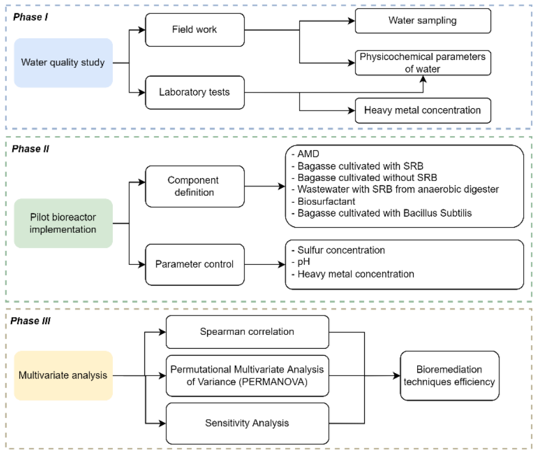 Phase I
Water quality study
Field work
Laboratory tests
Water sampling
Physicochemical parameters
of water
Heavy metal concentration
Phase II
Pilot bioreactor
implementation
Component
definition
- AMD
- Bagasse cultivated with SRB
- Bagasse cultivated without SRB
- Wastewater with SRB from anaerobic digester
- Biosurfactant
- Bagasse cultivated with Bacillus Subtilis
Parameter control
- Sulfur concentration
- pH
- Heavy metal concentration
Phase III
Multivariate analysis
Spearman correlation
Permutational Multivariate Analysis
of Variance (PERMANOVA)
Sensitivity Analysis
Bioremediation
techniques efficiency